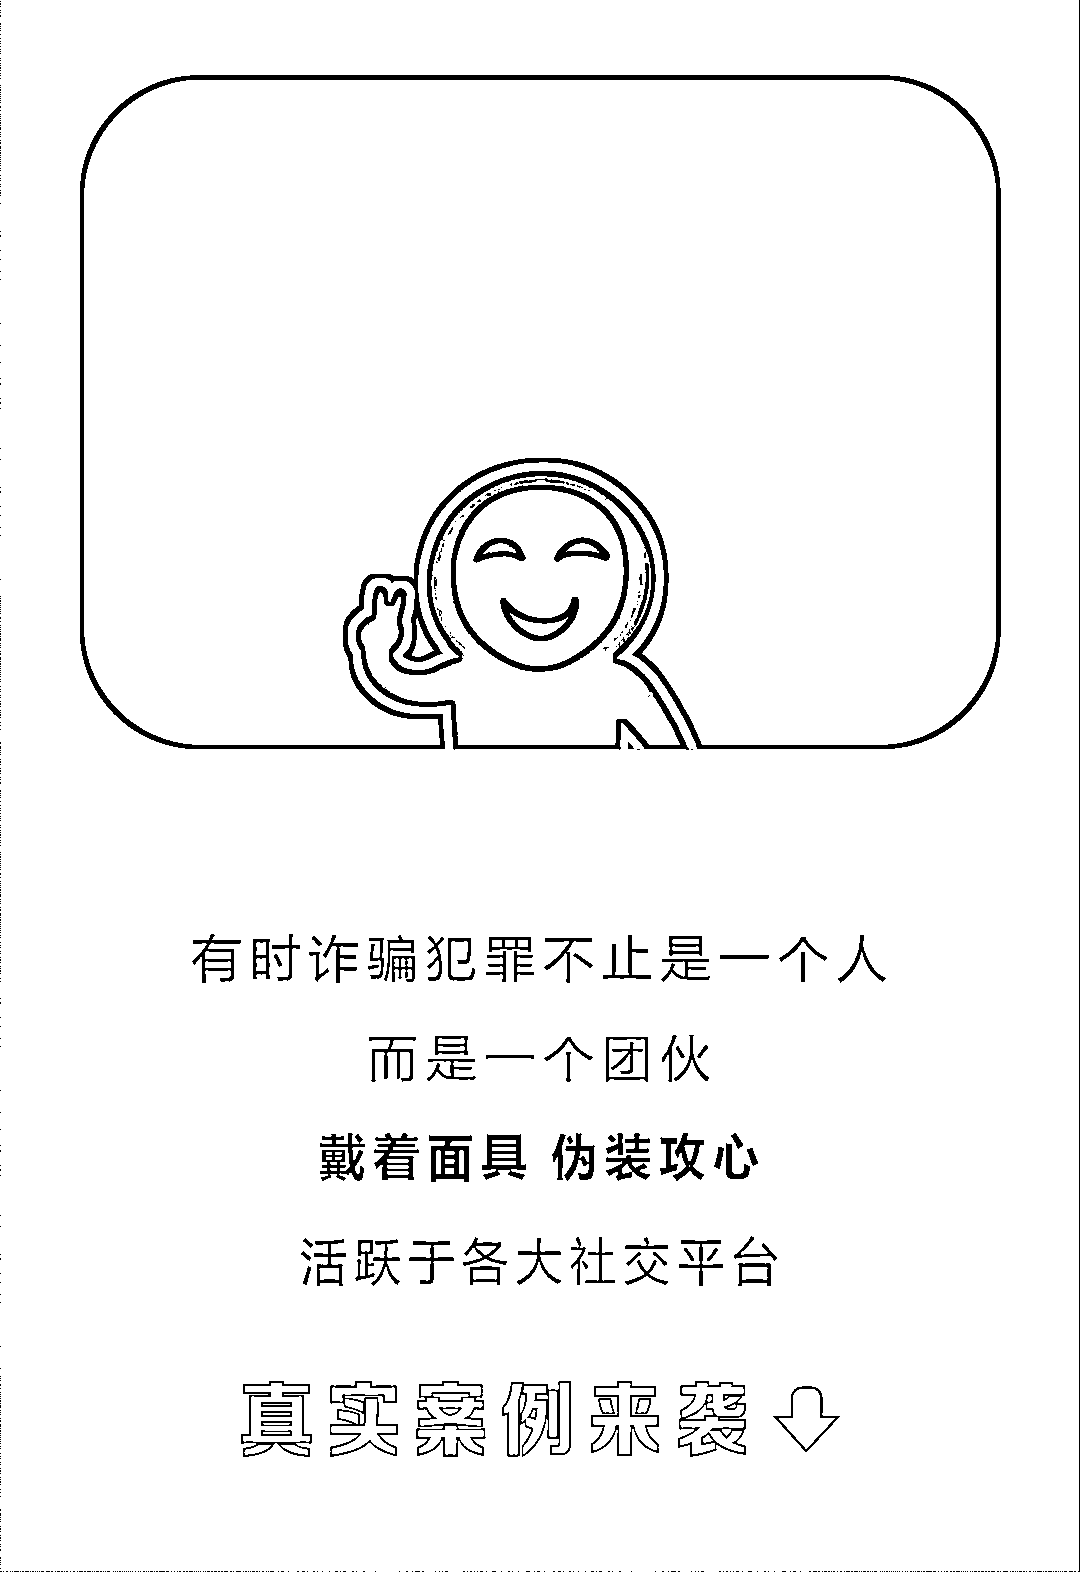 有时诈骗犯罪不止是一个人
而是一个团伙
戴着面具 伪装攻心
活跃于各大社交平台
真实案例来袭